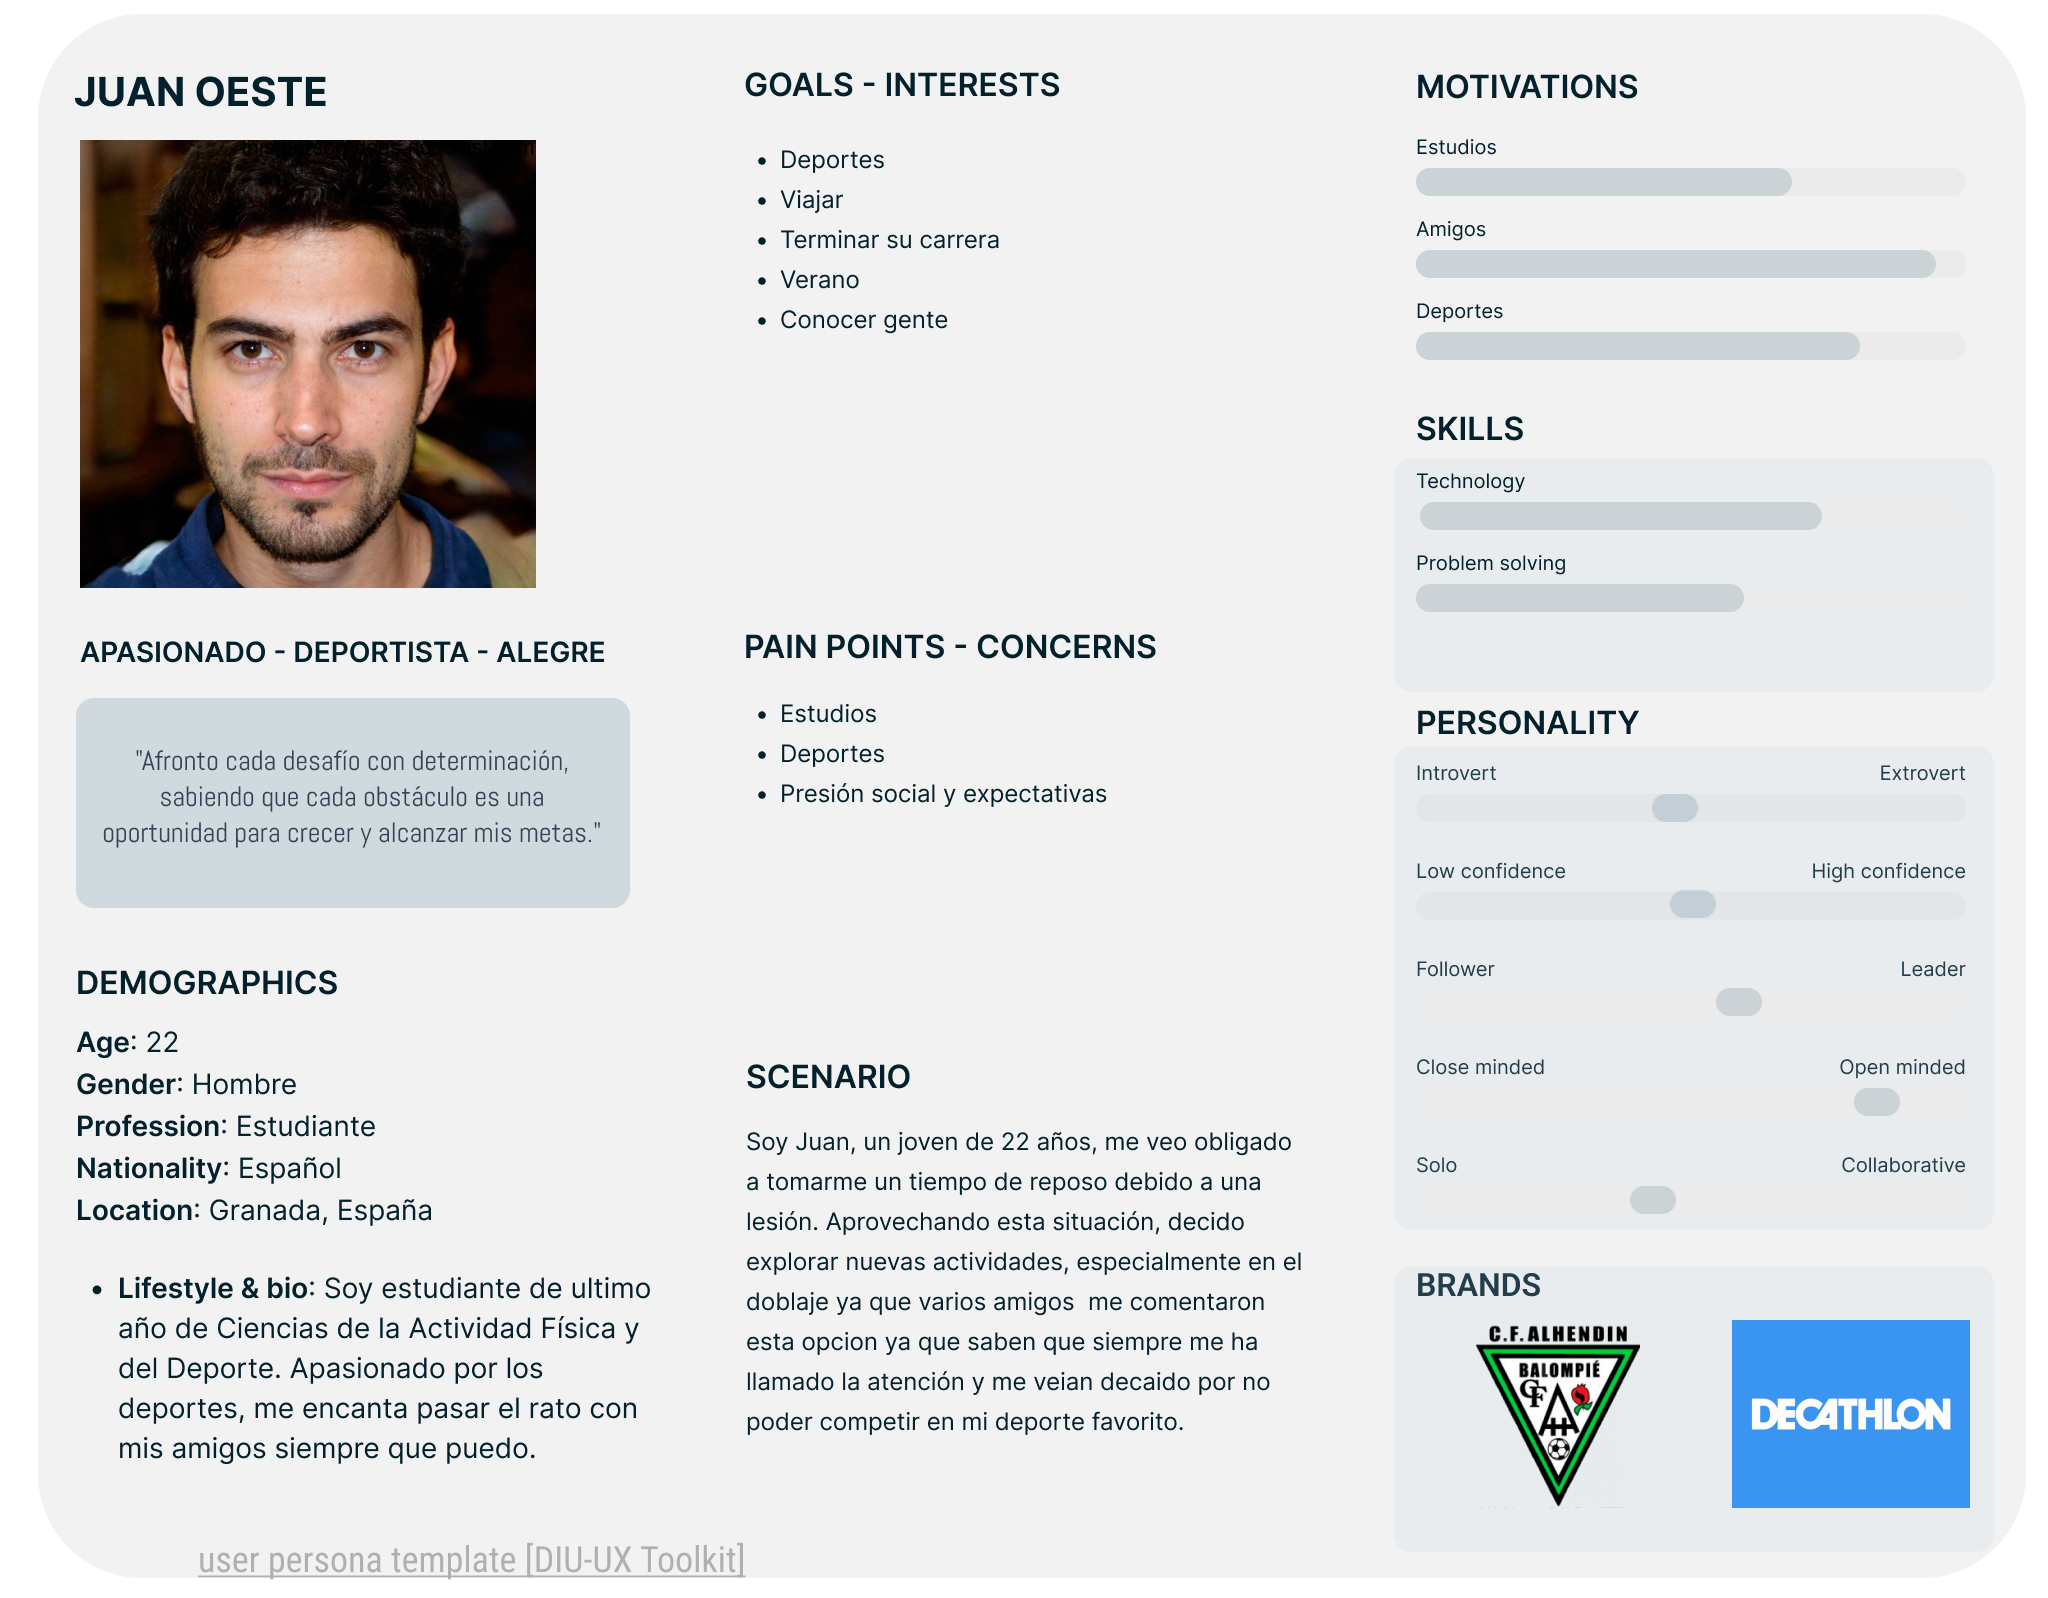 JUAN OESTE
APASIONADO - DEPORTISTA - ALEGRE
"Afronto cada desafío con determinación,
sabiendo que cada obstáculo es una
oportunidad para crecer y alcanzar mis metas."
DEMOGRAPHICS
Age: 22
Gender: Hombre
Profession: Estudiante
Nationality: Español
Location: Granada, España
• Lifestyle & bio: Soy estudiante de ultimo
año de Ciencias de la Actividad Física y
del Deporte. Apasionado por los
deportes, me encanta pasar el rato con
mis amigos siempre que puedo.
GOALS - INTERESTS
• Deportes
• Viajar
• Terminar su carrera
• Verano
• Conocer gente
PAIN POINTS - CONCERNS
• Estudios
• Deportes
• Presión social y expectativas
SCENARIO
Soy Juan, un joven de 22 años, me veo obligado
a tomarme un tiempo de reposo debido a una
lesión. Aprovechando esta situación, decido
explorar nuevas actividades, especialmente en el
doblaje ya que varios amigos  me comentaron
esta opcion ya que saben que siempre me ha
llamado la atención y me veian decaido por no
poder competir en mi deporte favorito.
MOTIVATIONS
Estudios
Amigos
Deportes
SKILLS
Technology
Problem solving
PERSONALITY
Introvert Extrovert
Low confidence High confidence
Follower Leader
Close minded Open minded
Solo Collaborative
BRANDS
C.F. ALHENDIN
BALOMPIÉ
DECATHLON
user persona template [DIU-UX Toolkit]